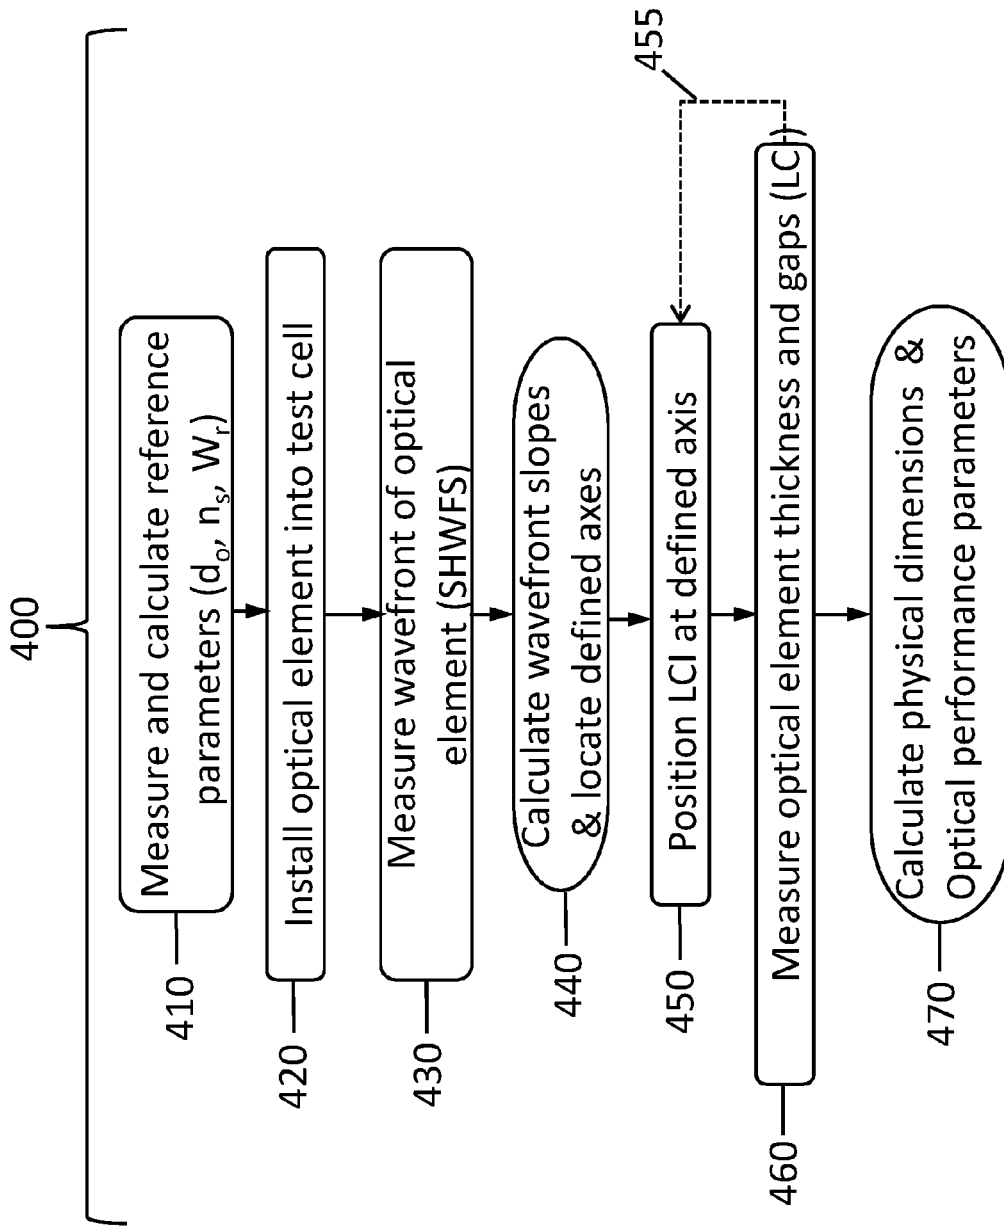 400
Measure and calculate reference
parameters (dₒ, nₛ, Wᵣ)
410
Install optical element into test cell
420
Measure wavefront of optical
element (SHWFS)
430
Calculate wavefront slopes
& locate defined axes
440
Position LCI at defined axis
450
455
Measure optical element thickness and gaps (LC )
460
Calculate physical dimensions &
Optical performance parameters
470